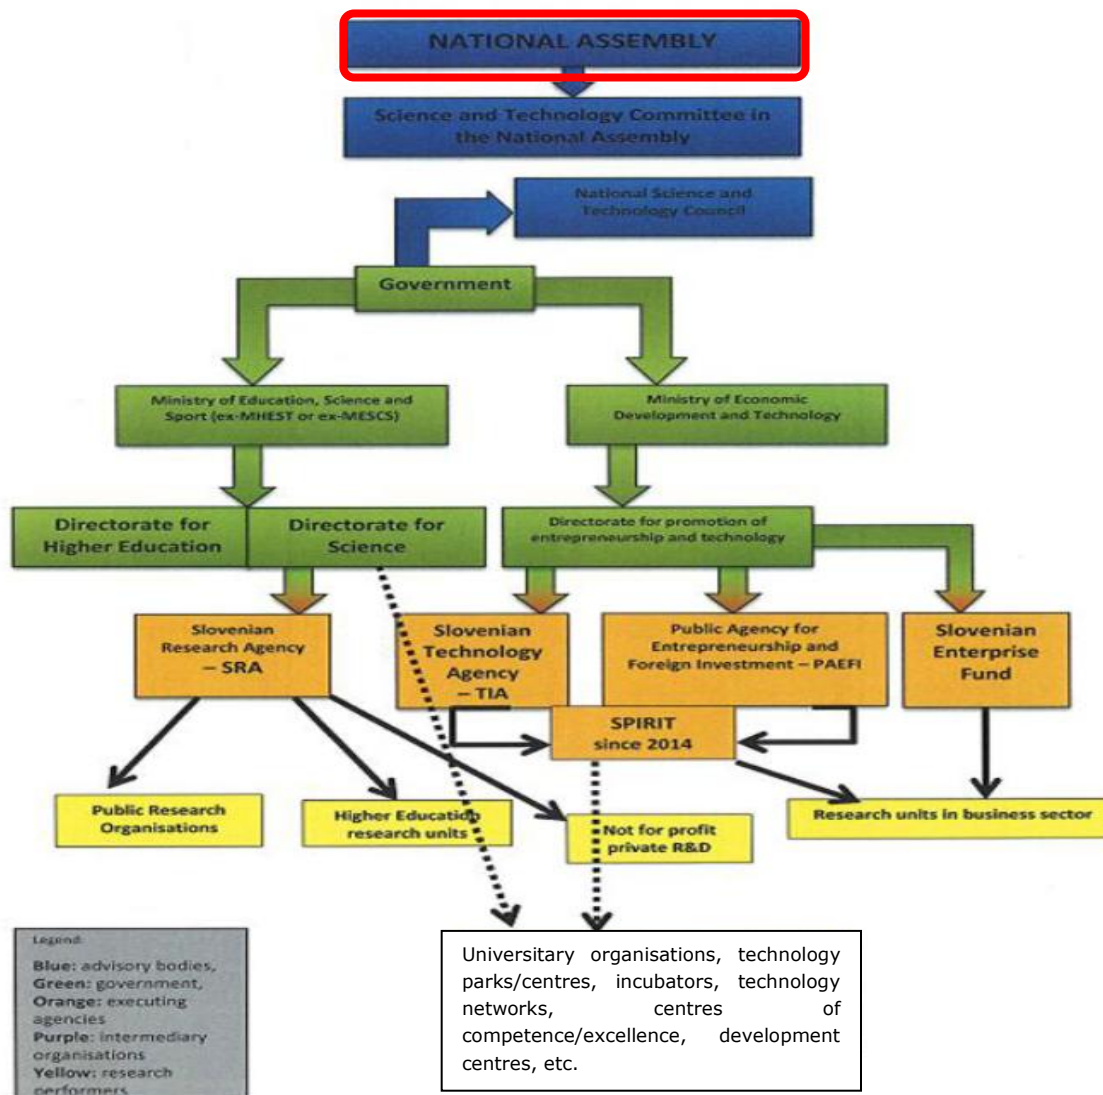 NATIONAL ASSEMBLY
Science and Technology Committee in
the National Assembly
National Science and
Technology Council
Government
Ministry of Education, Science and
Sport (ex-MHEST or ex-MESCS)
Ministry of Economic
Development and Technology
Directorate for
Higher Education
Directorate for
Science
Directorate for promotion of
entrepreneurship and technology
Slovenian
Research Agency
– SRA
Slovenian
Technology
Agency
– TIA
Public Agency for
Entrepreneurship and
Foreign Investment – PAEFI
Slovenian
Enterprise
Fund
SPIRIT
since 2014
Public Research
Organisations
Higher Education
research units
Not for profit
private R&D
Research units in business sector
Legend:
Blue: advisory bodies,
Green: government,
Orange: executing
agencies
Purple: intermediary
organisations
Yellow: research
performers
Universitary organisations, technology
parks/centres, incubators, technology
networks, centres of
competence/excellence, development
centres, etc.